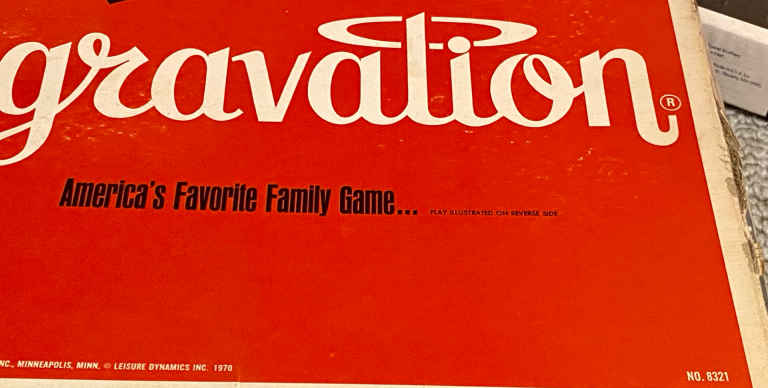 gravation®
America's Favorite Family Game... PLAY ILLUSTRATED ON REVERSE SIDE
NC., MINNEAPOLIS, MINN. © LEISURE DYNAMICS INC. 1970
NO. 8321